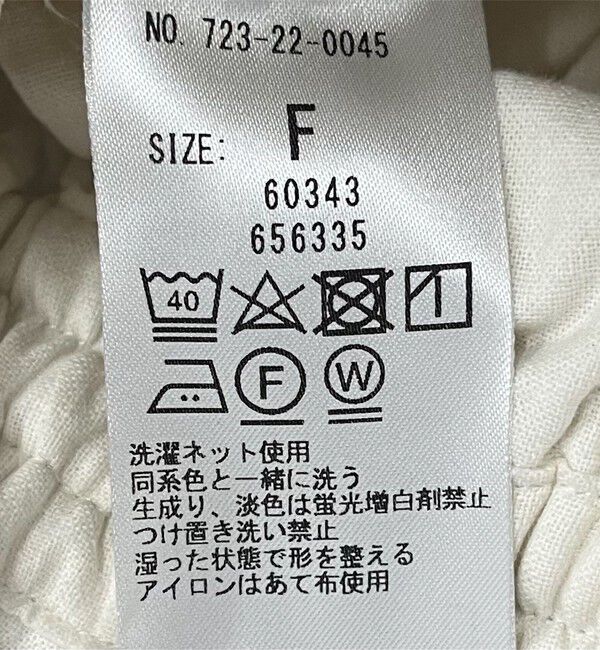 NO. 723-22-0045
SIZE: F
60343
656335
40
F W
洗濯ネット使用
同系色と一緒に洗う
生成り、淡色は蛍光増白剤禁止
つけ置き洗い禁止
湿った状態で形を整える
アイロンはあて布使用